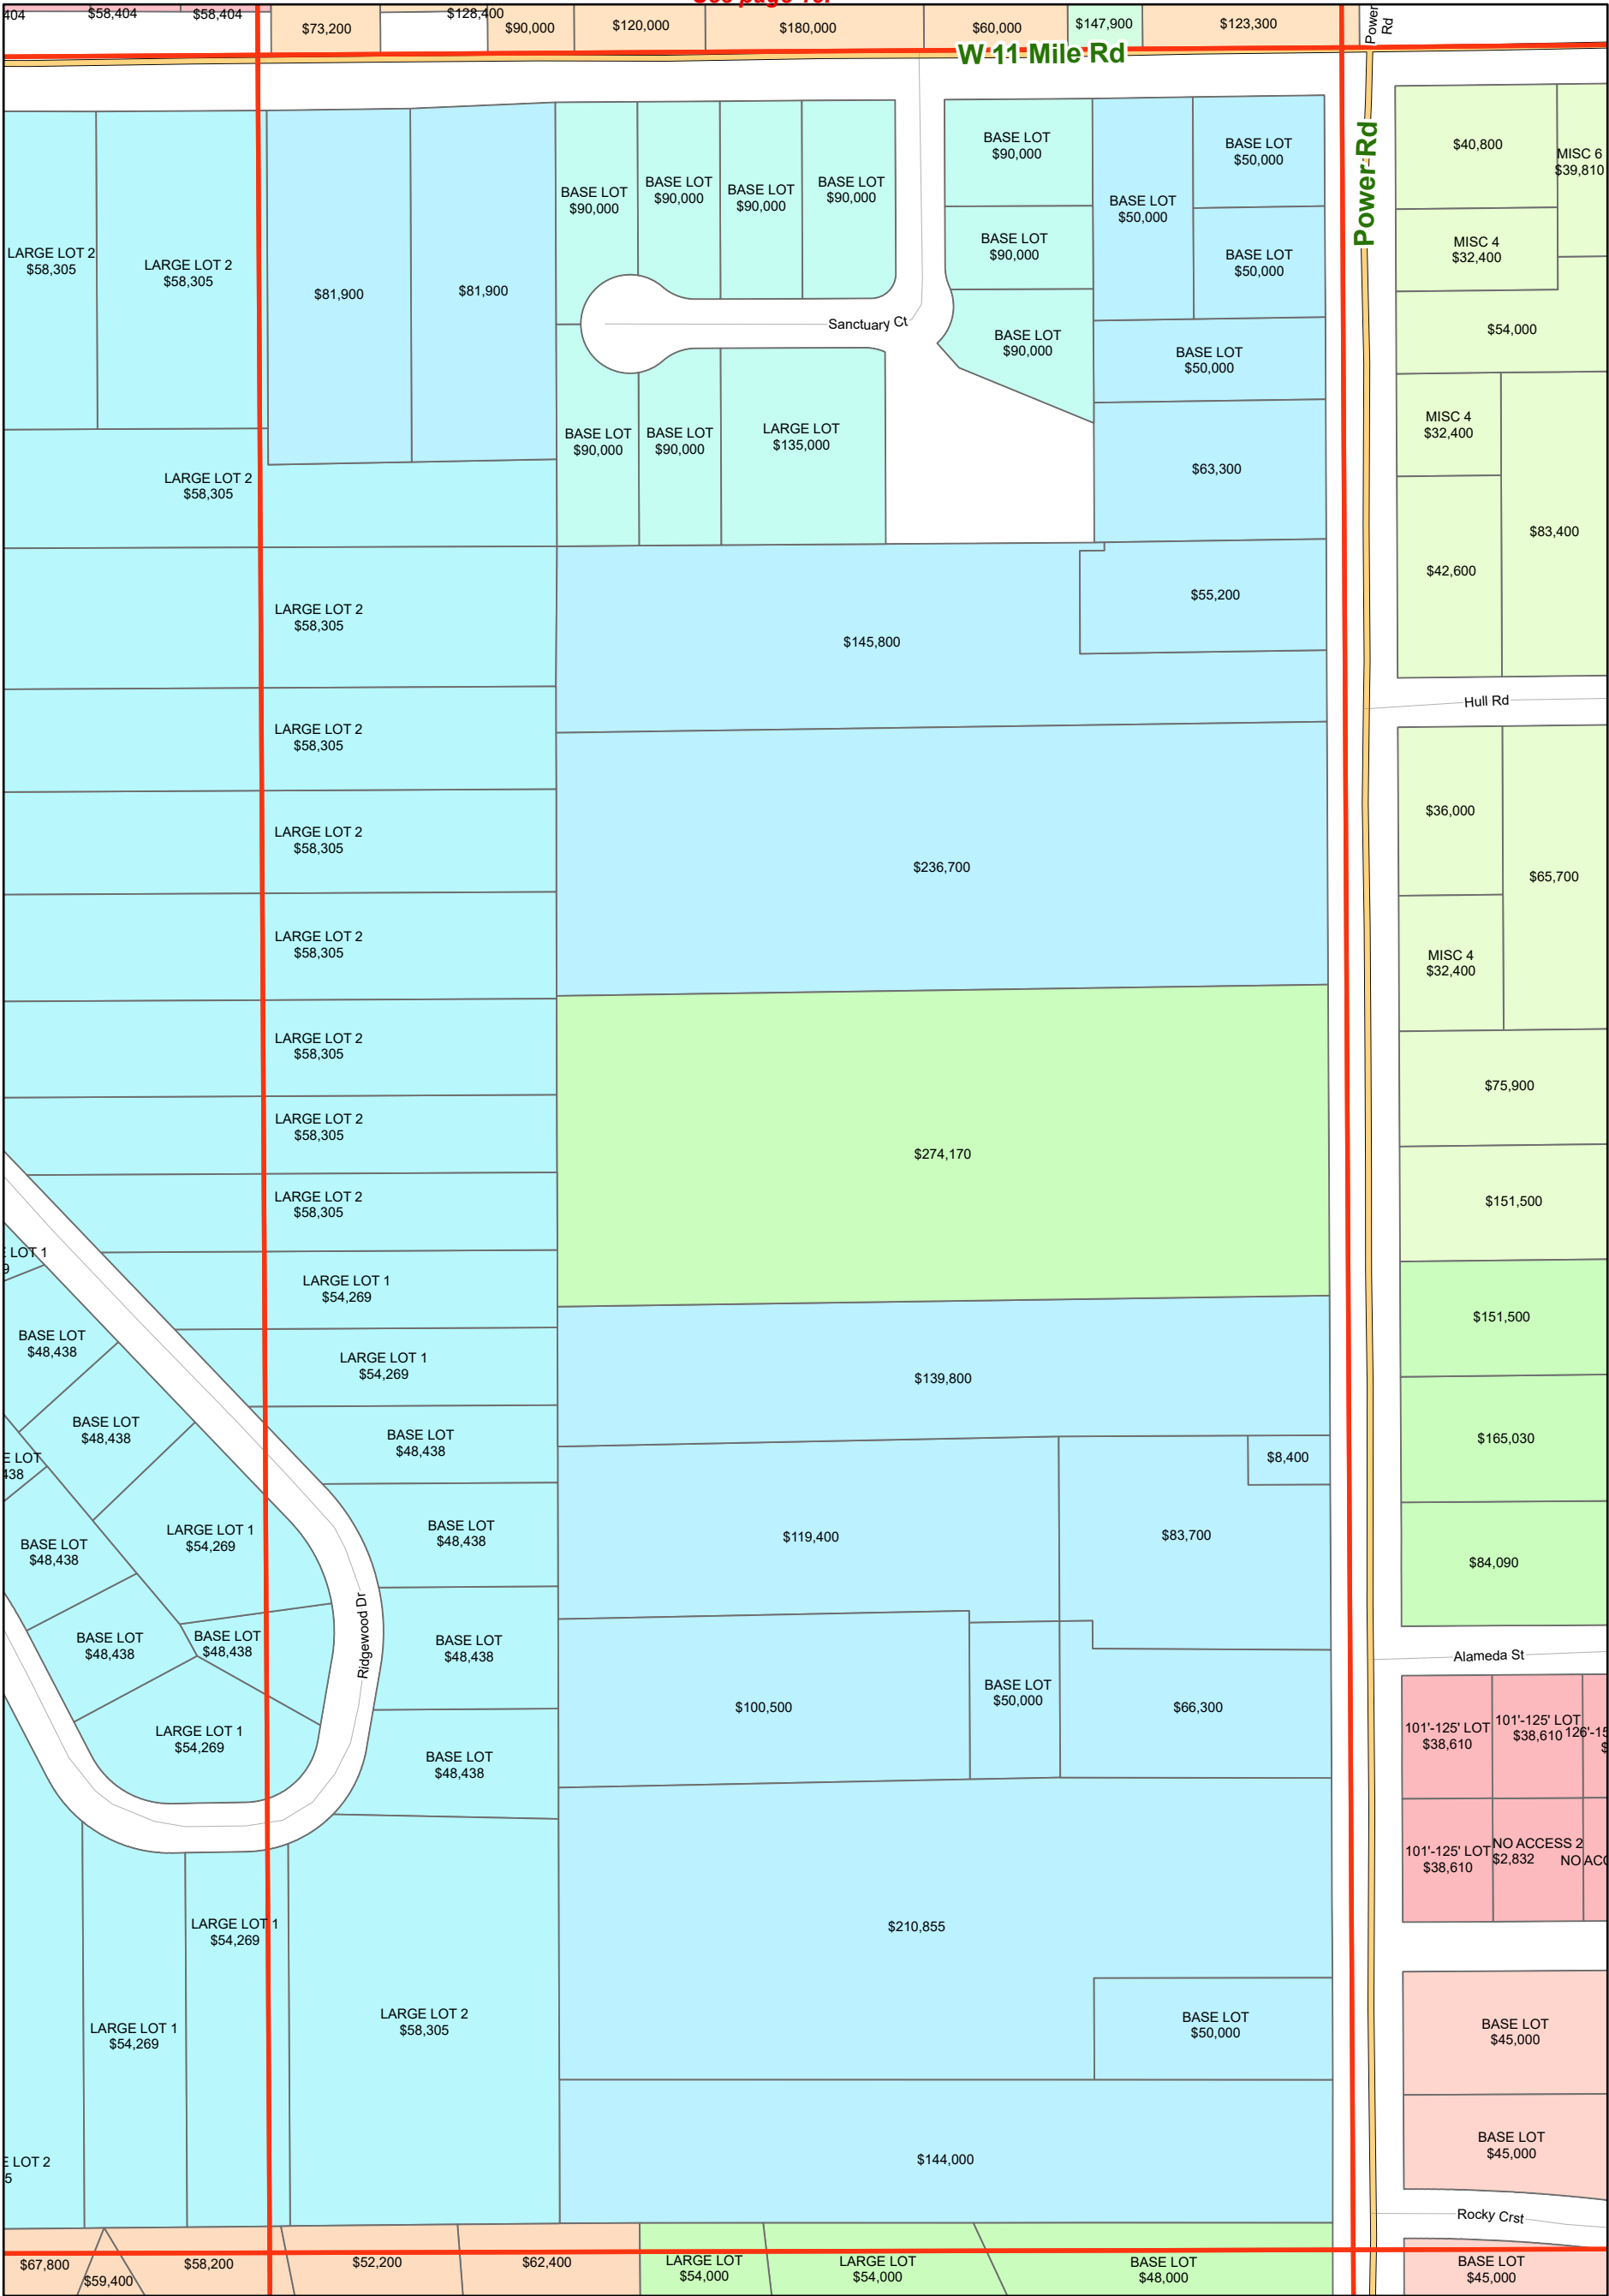 404
$58,404
$58,404
$73,200
$128,400
$90,000
$120,000
$180,000
$60,000
$147,900
$123,300
Power
Rd
W 11 Mile Rd
Power Rd
LARGE LOT 2
$58,305
LARGE LOT 2
$58,305
$81,900
$81,900
BASE LOT
$90,000
BASE LOT
$90,000
BASE LOT
$90,000
BASE LOT
$90,000
BASE LOT
$90,000
BASE LOT
$90,000
BASE LOT
$90,000
BASE LOT
$50,000
BASE LOT
$50,000
BASE LOT
$50,000
BASE LOT
$50,000
$40,800
MISC 6
$39,810
MISC 4
$32,400
$54,000
Sanctuary Ct
BASE LOT
$90,000
BASE LOT
$90,000
LARGE LOT
$135,000
$63,300
MISC 4
$32,400
$83,400
$42,600
LARGE LOT 2
$58,305
LARGE LOT 2
$58,305
$145,800
$55,200
Hull Rd
LARGE LOT 2
$58,305
LARGE LOT 2
$58,305
LARGE LOT 2
$58,305
$236,700
$36,000
$65,700
MISC 4
$32,400
LARGE LOT 2
$58,305
LARGE LOT 2
$58,305
LARGE LOT 2
$58,305
$274,170
$75,900
$151,500
LOT 1
9
LARGE LOT 1
$54,269
BASE LOT
$48,438
LARGE LOT 1
$54,269
$139,800
$151,500
BASE LOT
$48,438
BASE LOT
$48,438
E LOT
438
$8,400
$165,030
LARGE LOT 1
$54,269
BASE LOT
$48,438
BASE LOT
$48,438
$119,400
$83,700
$84,090
BASE LOT
$48,438
BASE LOT
$48,438
BASE LOT
$48,438
Ridgewood Dr
Alameda St
LARGE LOT 1
$54,269
BASE LOT
$48,438
$100,500
BASE LOT
$50,000
$66,300
101'-125' LOT
$38,610
101'-125' LOT
$38,610
126'-15
$
101'-125' LOT
$38,610
NO ACCESS 2
$2,832
NO ACC
LARGE LOT 1
$54,269
$210,855
LARGE LOT 1
$54,269
LARGE LOT 2
$58,305
BASE LOT
$50,000
BASE LOT
$45,000
E LOT 2
5
$144,000
BASE LOT
$45,000
Rocky Crst
$67,800
$59,400
$58,200
$52,200
$62,400
LARGE LOT
$54,000
LARGE LOT
$54,000
BASE LOT
$48,000
BASE LOT
$45,000